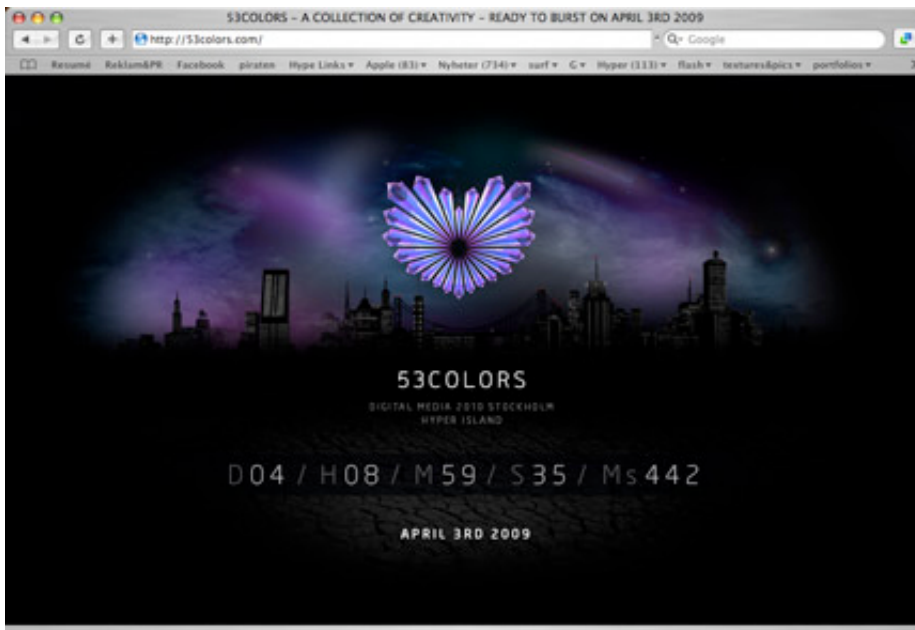 53COLORS – A COLLECTION OF CREATIVITY – READY TO BURST ON APRIL 3RD 2009
http://53colors.com/
Google
Resumé Reklam&PR Facebook piraten Hype Links Apple (83) Nyheter (734) surf G Hyper (113) flash textures&pics portfolios
53COLORS
DIGITAL MEDIA 2010 STOCKHOLM
HYPER ISLAND
D04 / H08 / M59 / S35 / Ms442
APRIL 3RD 2009